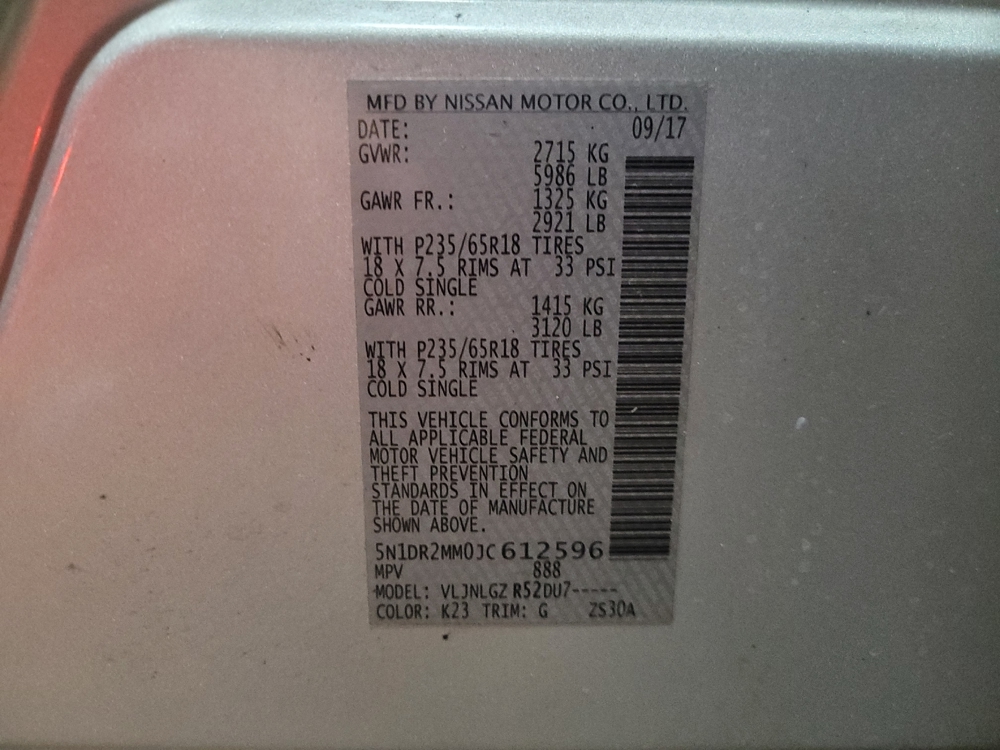 MFD BY NISSAN MOTOR CO., LTD.
DATE: 09/17
GVWR: 2715 KG
5986 LB
GAWR FR.: 1325 KG
2921 LB
WITH P235/65R18 TIRES
18 X 7.5 RIMS AT 33 PSI
COLD SINGLE
GAWR RR.: 1415 KG
3120 LB
WITH P235/65R18 TIRES
18 X 7.5 RIMS AT 33 PSI
COLD SINGLE
THIS VEHICLE CONFORMS TO
ALL APPLICABLE FEDERAL
MOTOR VEHICLE SAFETY AND
THEFT PREVENTION
STANDARDS IN EFFECT ON
THE DATE OF MANUFACTURE
SHOWN ABOVE.
5N1DR2MM0JC612596
MPV 888
MODEL: VLJNLGZ R52DU7-----
COLOR: K23 TRIM: G ZS30A